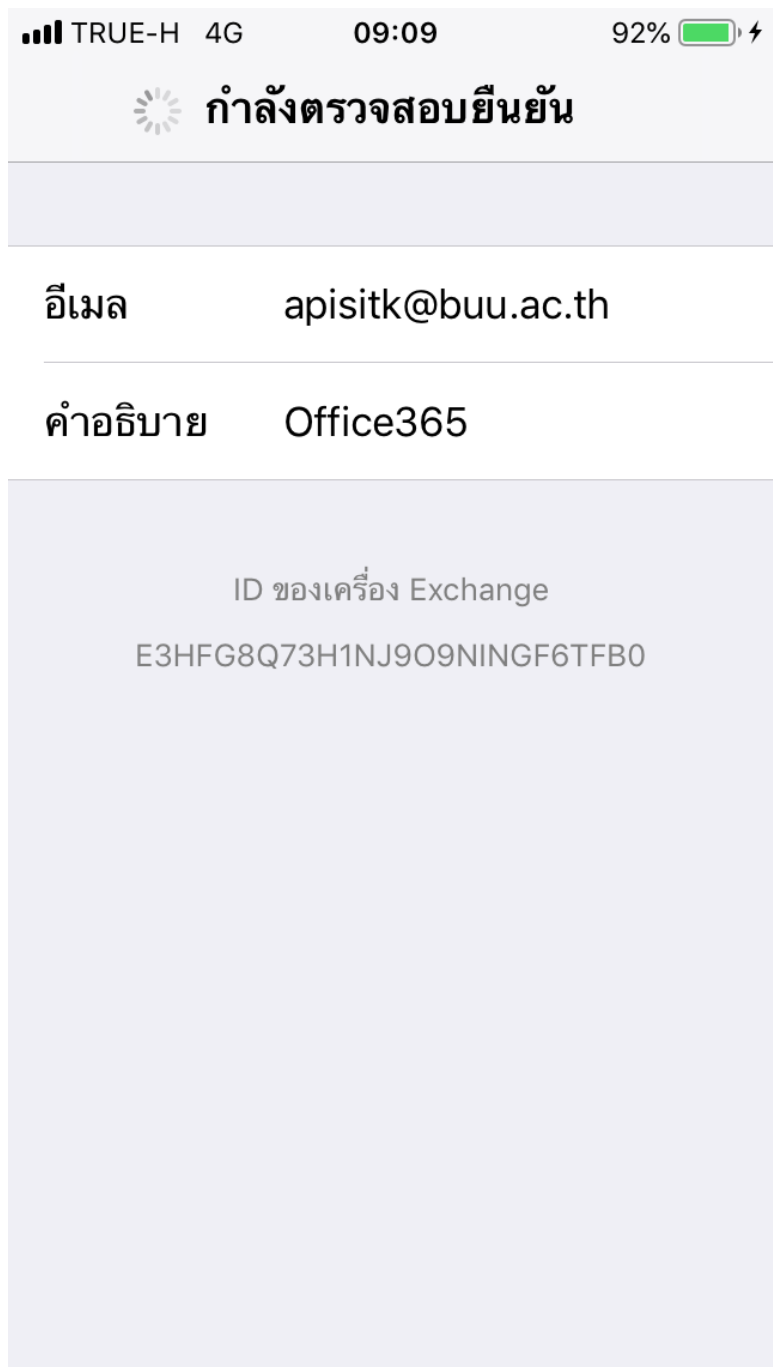 TRUE-H 4G 09:09 92%
กำลังตรวจสอบยืนยัน
อีเมล apisitk@buu.ac.th
คำอธิบาย Office365
ID ของเครื่อง Exchange
E3HFG8Q73H1NJ9O9NINGF6TFB0